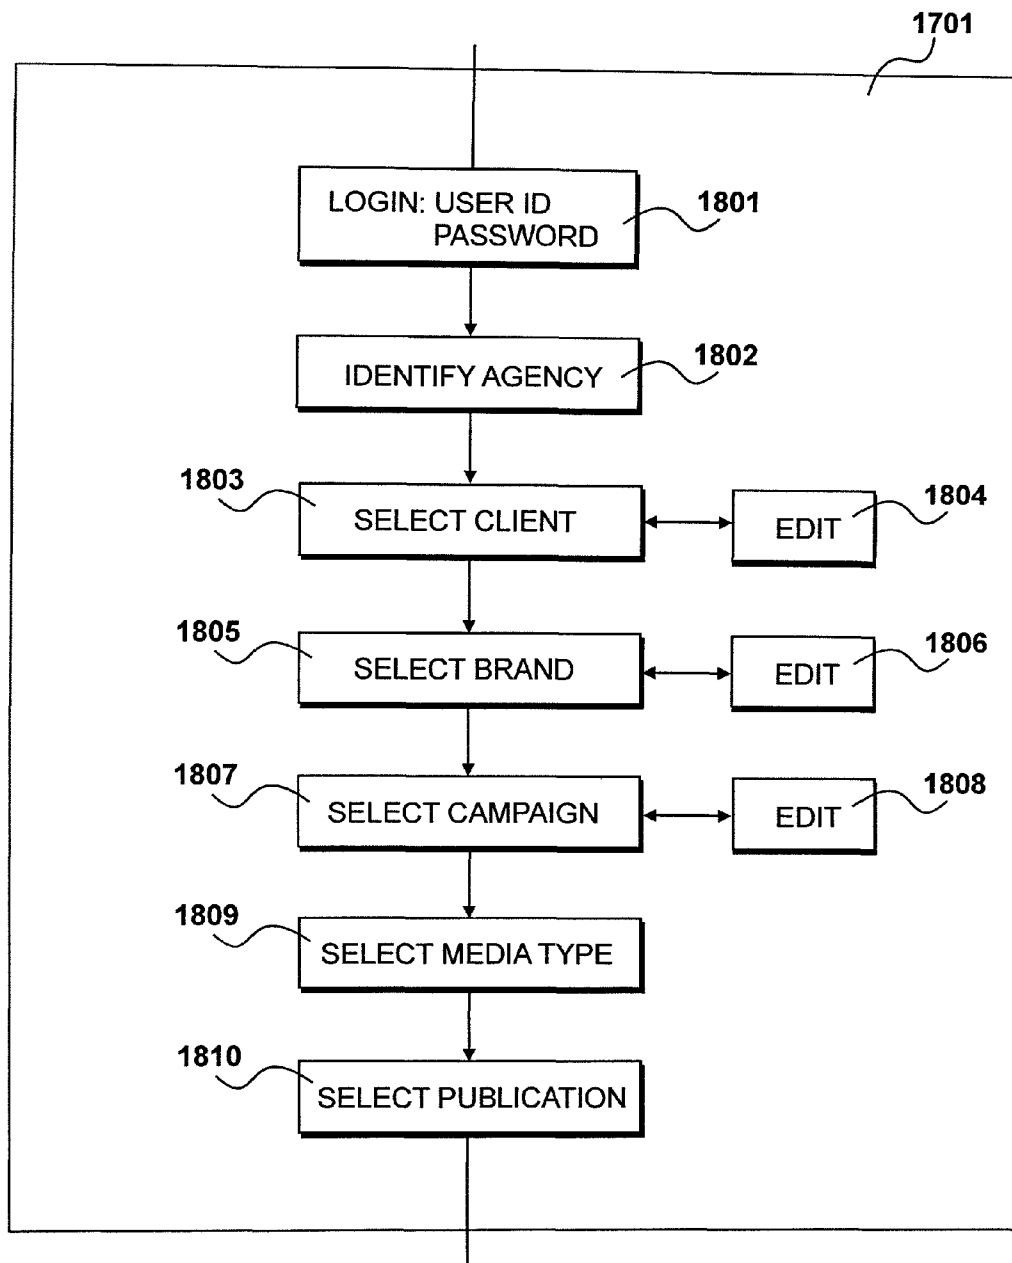 1701
LOGIN: USER ID
PASSWORD
1801
IDENTIFY AGENCY
1802
1803
SELECT CLIENT
EDIT
1804
1805
SELECT BRAND
EDIT
1806
1807
SELECT CAMPAIGN
EDIT
1808
1809
SELECT MEDIA TYPE
1810
SELECT PUBLICATION